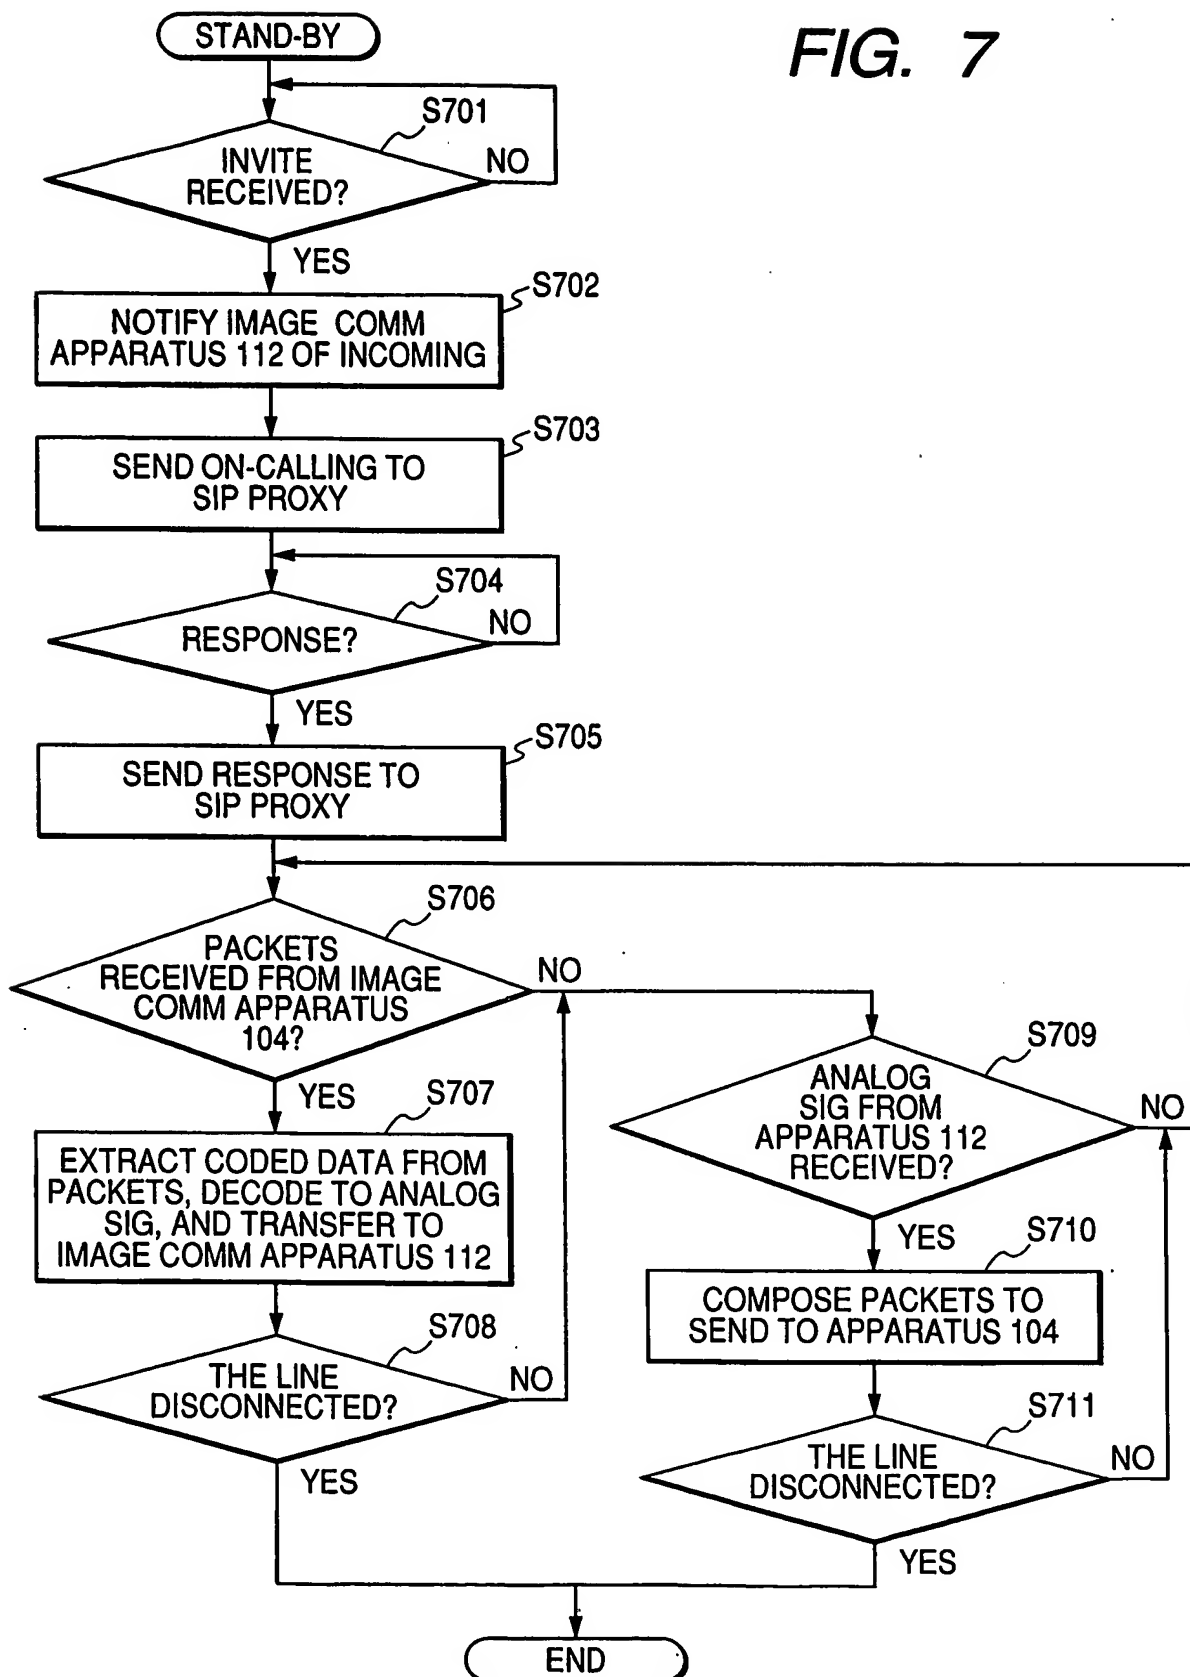 FIG. 7
STAND-BY
S701
INVITE
RECEIVED?
NO
YES
S702
NOTIFY IMAGE COMM
APPARATUS 112 OF INCOMING
S703
SEND ON-CALLING TO
SIP PROXY
S704
RESPONSE?
NO
YES
S705
SEND RESPONSE TO
SIP PROXY
S706
PACKETS
RECEIVED FROM IMAGE
COMM APPARATUS
104?
NO
YES
S707
EXTRACT CODED DATA FROM
PACKETS, DECODE TO ANALOG
SIG, AND TRANSFER TO
IMAGE COMM APPARATUS 112
S708
THE LINE
DISCONNECTED?
NO
YES
S709
ANALOG
SIG FROM
APPARATUS 112
RECEIVED?
NO
YES
S710
COMPOSE PACKETS TO
SEND TO APPARATUS 104
S711
THE LINE
DISCONNECTED?
NO
YES
END